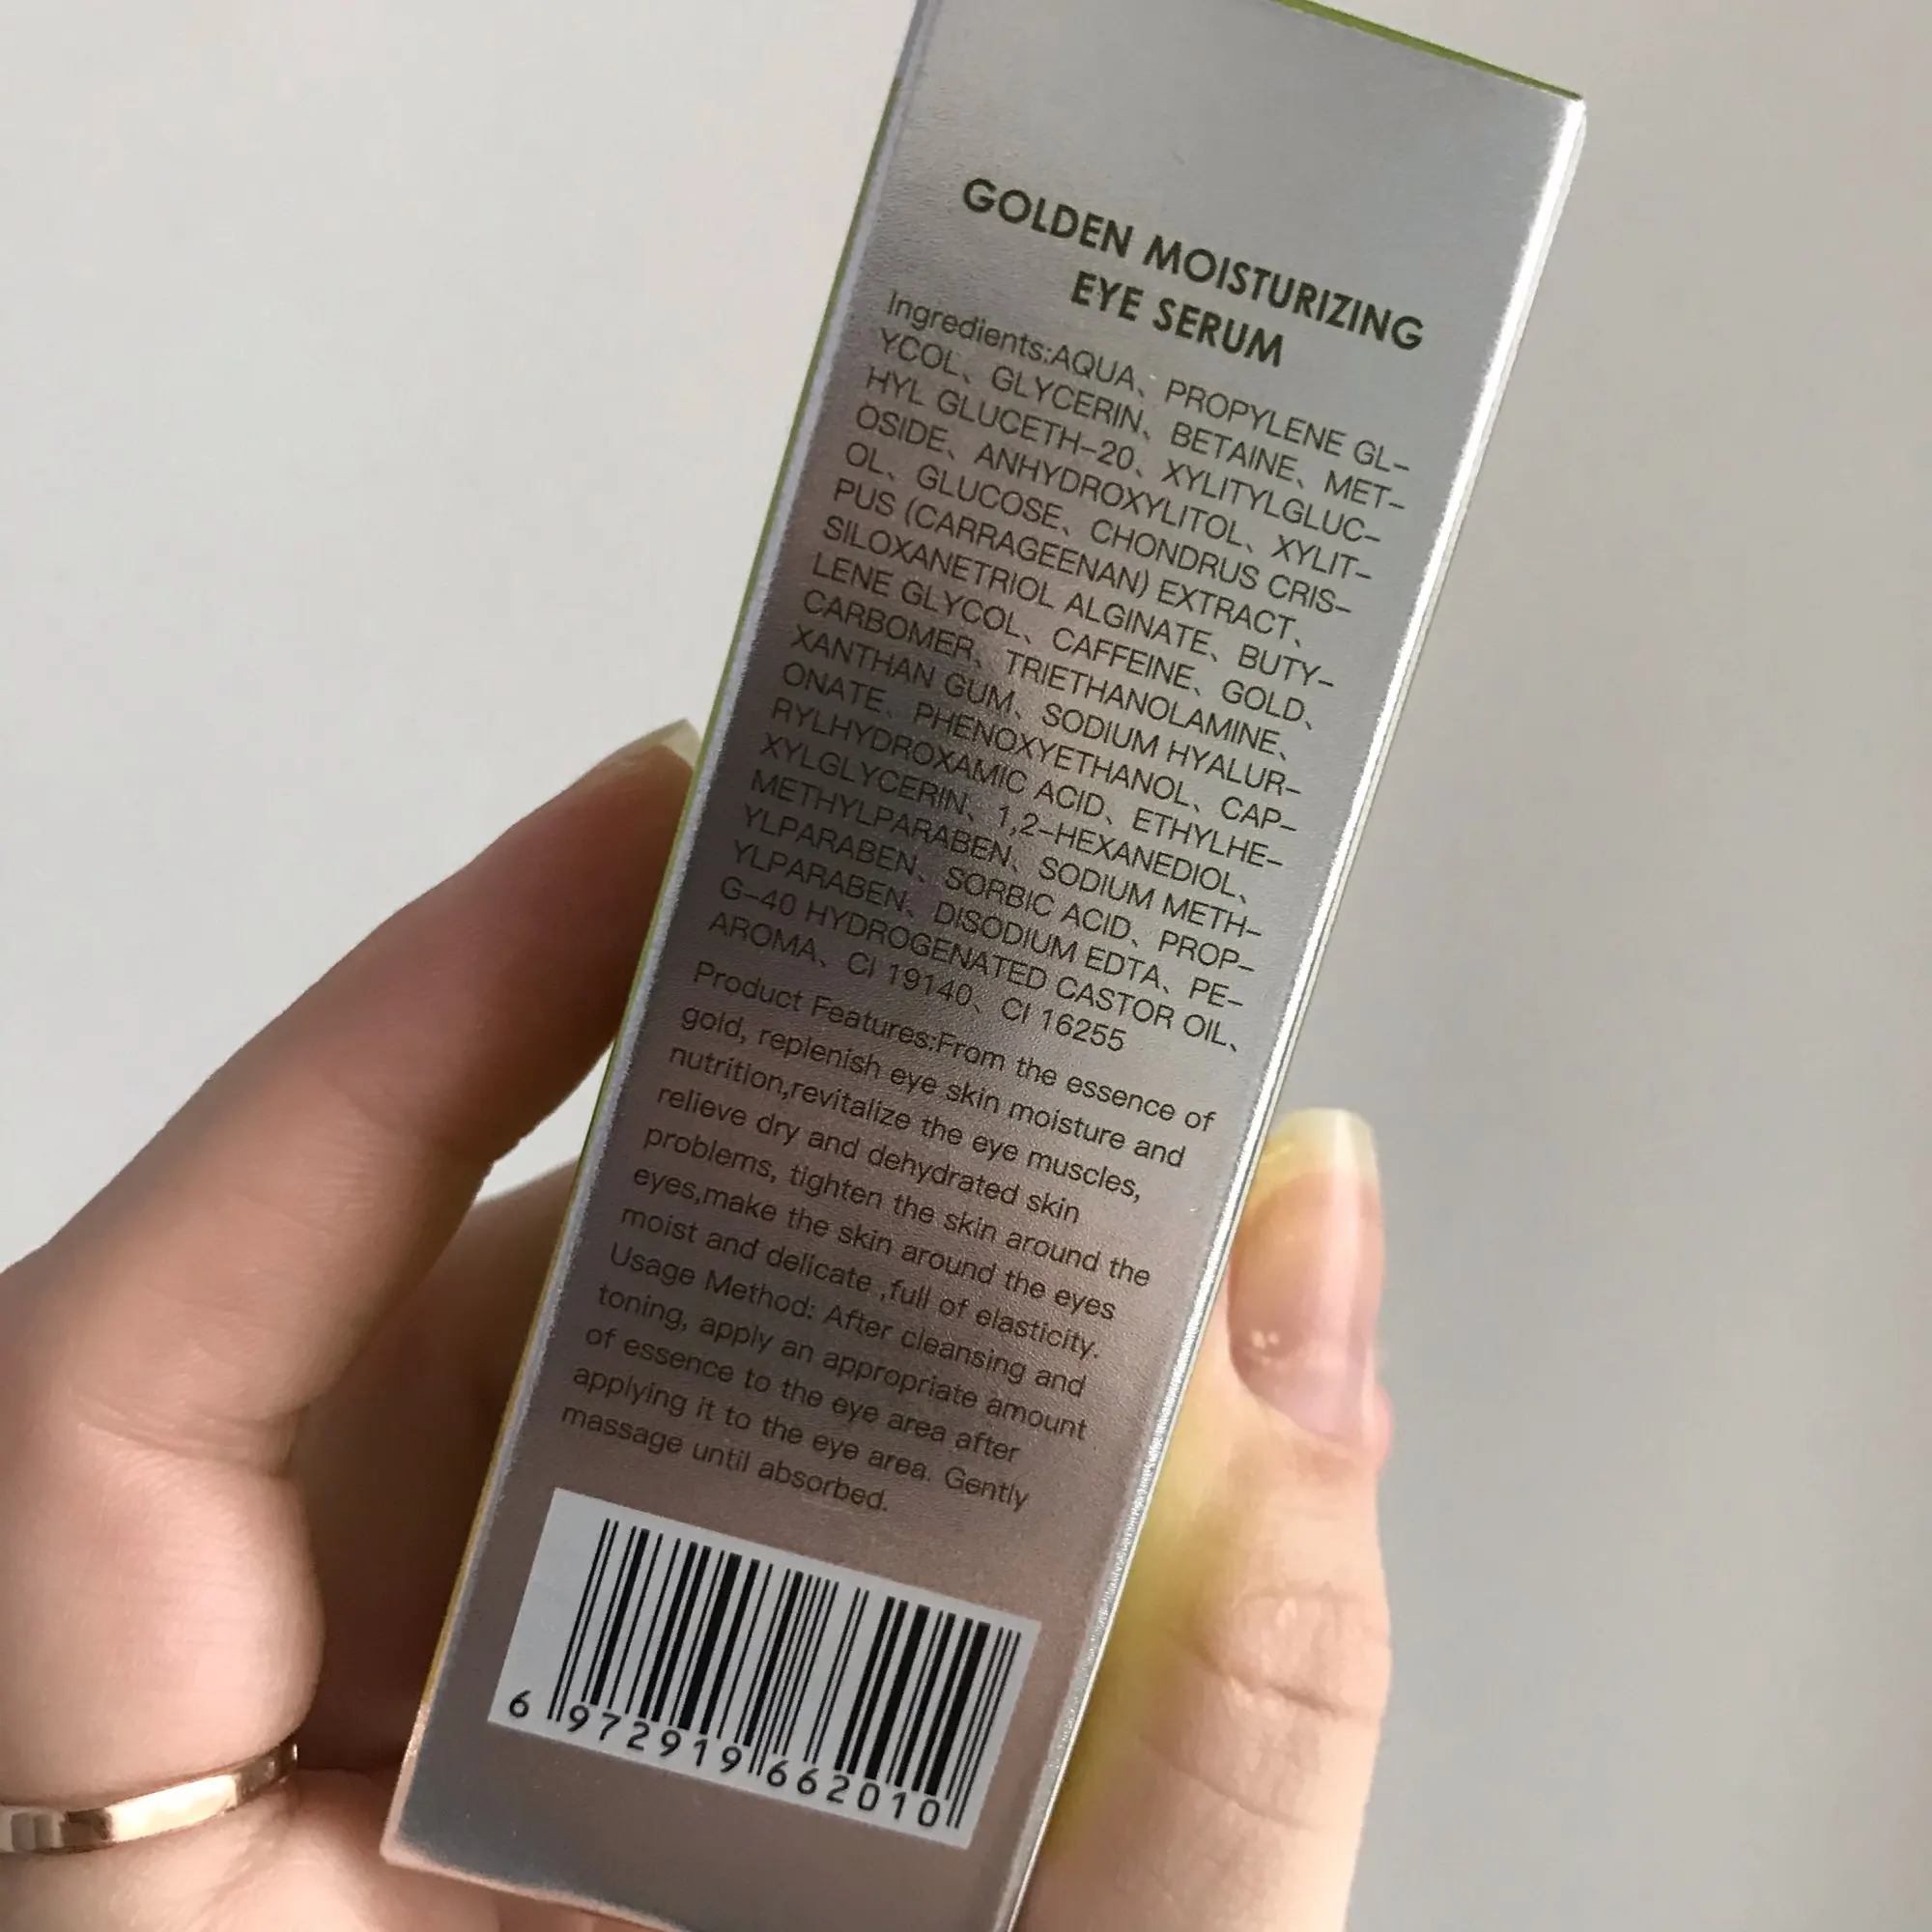 GOLDEN MOISTURIZING
EYE SERUM
Ingredients:AQUA、PROPYLENE GL-
YCOL、GLYCERIN、BETAINE、MET-
HYL GLUCETH-20、XYLITYLGLUC-
OSIDE、ANHYDROXYLITOL、XYLIT-
OL、GLUCOSE、CHONDRUS CRIS-
PUS (CARRAGEENAN) EXTRACT、
SILOXANETRIOL ALGINATE、BUTY-
LENE GLYCOL、CAFFEINE、GOLD、
CARBOMER、TRIETHANOLAMINE、
XANTHAN GUM、SODIUM HYALUR-
ONATE、PHENOXYETHANOL、CAP-
RYLHYDROXAMIC ACID、ETHYLHE-
XYLGLYCERIN、1,2-HEXANEDIOL、
METHYLPARABEN、SODIUM METH-
YLPARABEN、SORBIC ACID、PROP-
YLPARABEN、DISODIUM EDTA、PE-
G-40 HYDROGENATED CASTOR OIL、
AROMA、CI 19140、CI 16255
Product Features:From the essence of
gold, replenish eye skin moisture and
nutrition,revitalize the eye muscles,
relieve dry and dehydrated skin
problems, tighten the skin around the
eyes,make the skin around the eyes
moist and delicate ,full of elasticity.
Usage Method: After cleansing and
toning, apply an appropriate amount
of essence to the eye area after
applying it to the eye area. Gently
massage until absorbed.
6 972919 662010